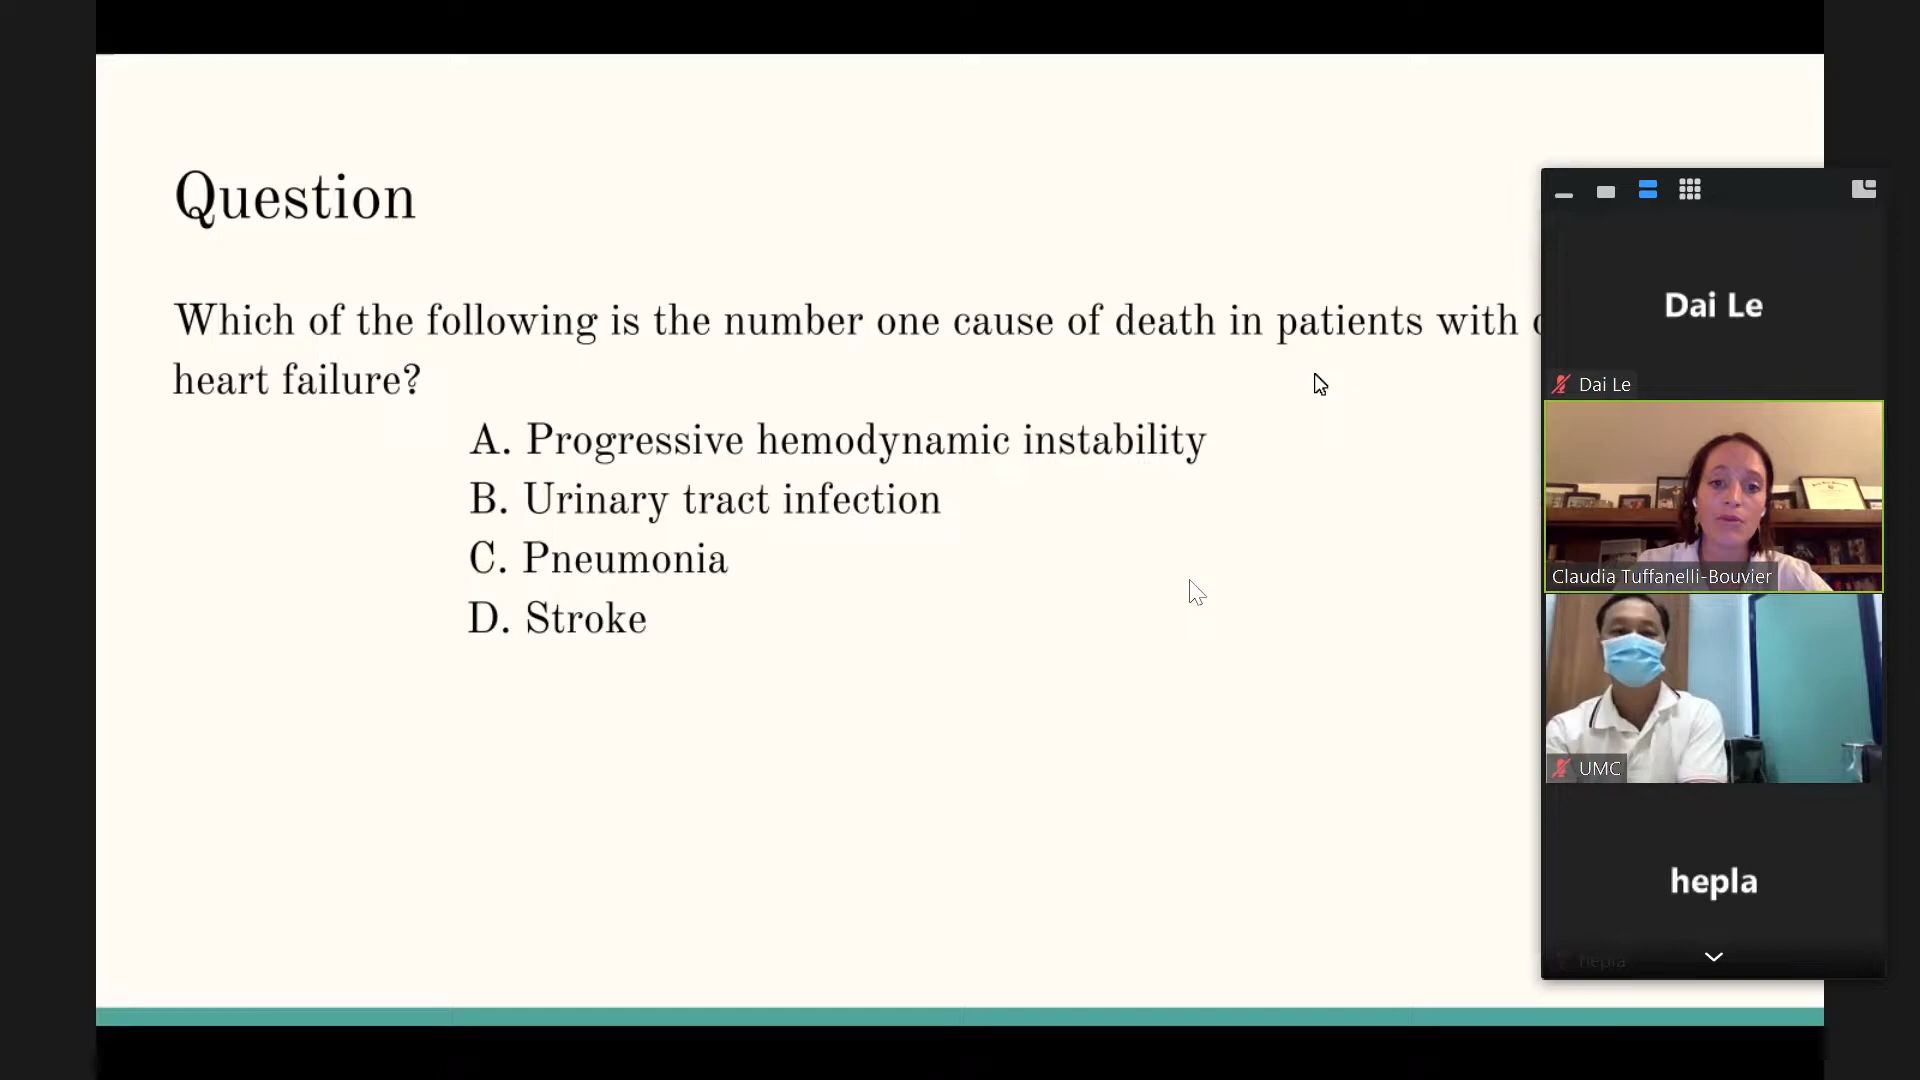 Question
Which of the following is the number one cause of death in patients with
heart failure?
A. Progressive hemodynamic instability
B. Urinary tract infection
C. Pneumonia
D. Stroke
Dai Le
Dai Le
Claudia Tuffanelli-Bouvier
UMC
hepla
hepla